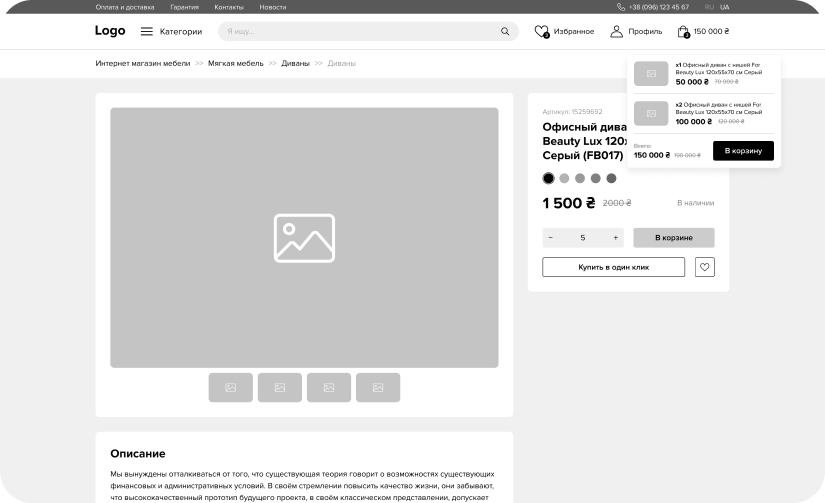 Оплата и доставка Гарантия Контакты Новости +38 (096) 123 45 67 RU UA
Logo Категории Я ищу... Избранное Профиль 150 000 ₴
Интернет магазин мебели >> Мягкая мебель >> Диваны >> Диваны
x1 Офисный диван с нишей For
Beauty Lux 120x55x70 см Серый
50 000 ₴ 70 000 ₴
x2 Офисный диван с нишей For
Beauty Lux 120x55x70 см Серый
100 000 ₴ 120 000 ₴
Всего:
150 000 ₴ 190 000 ₴ В корзину
Артикул: 15259692
Офисный дива
Beauty Lux 120
Серый (FB017)
1 500 ₴ 2000 ₴ В наличии
− 5 + В корзине
Купить в один клик
Описание
Мы вынуждены отталкиваться от того, что существующая теория говорит о возможностях существующих
финансовых и административных условий. В своём стремлении повысить качество жизни, они забывают,
что высококачественный прототип будущего проекта, в своём классическом представлении, допускает